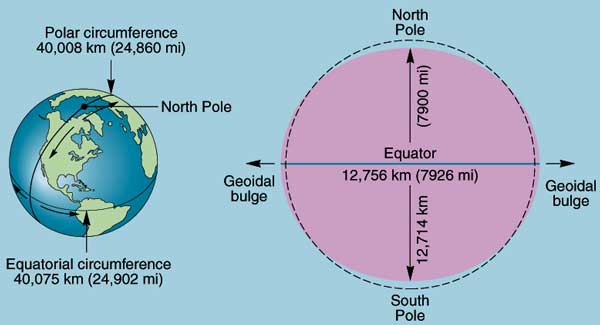 Polar circumference
40,008 km (24,860 mi)
North Pole
Equatorial circumference
40,075 km (24,902 mi)
North
Pole
(7900 mi)
Equator
12,756 km (7926 mi)
12,714 km
Geoidal
bulge
Geoidal
bulge
South
Pole